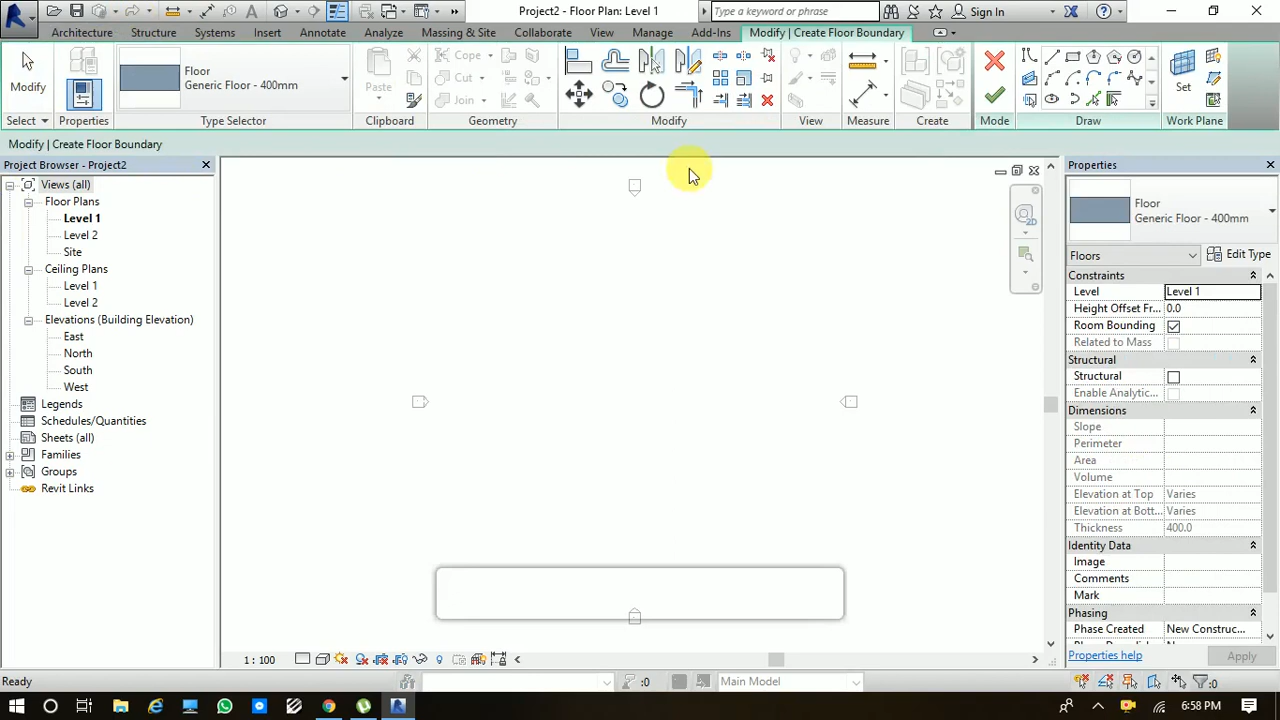 Project2 - Floor Plan: Level 1
Type a keyword or phrase
Sign In
Architecture Structure Systems Insert Annotate Analyze Massing & Site Collaborate View Manage Add-Ins Modify | Create Floor Boundary
Modify
Floor
Generic Floor - 400mm
Paste
Cope
Cut
Join
Set
Select Properties Type Selector Clipboard Geometry Modify View Measure Create Mode Draw Work Plane
Modify | Create Floor Boundary
Project Browser - Project2
Views (all)
Floor Plans
Level 1
Level 2
Site
Ceiling Plans
Level 1
Level 2
Elevations (Building Elevation)
East
North
South
West
Legends
Schedules/Quantities
Sheets (all)
Families
Groups
Revit Links
2D
Properties
Floor
Generic Floor - 400mm
Floors Edit Type
Constraints
Level Level 1
Height Offset Fr... 0.0
Room Bounding
Related to Mass
Structural
Structural
Enable Analytic...
Dimensions
Slope
Perimeter
Area
Volume
Elevation at Top Varies
Elevation at Bott... Varies
Thickness 400.0
Identity Data
Image
Comments
Mark
Phasing
Phase Created New Construc...
Properties help Apply
1 : 100
Ready
:0
Main Model
:0
6:58 PM